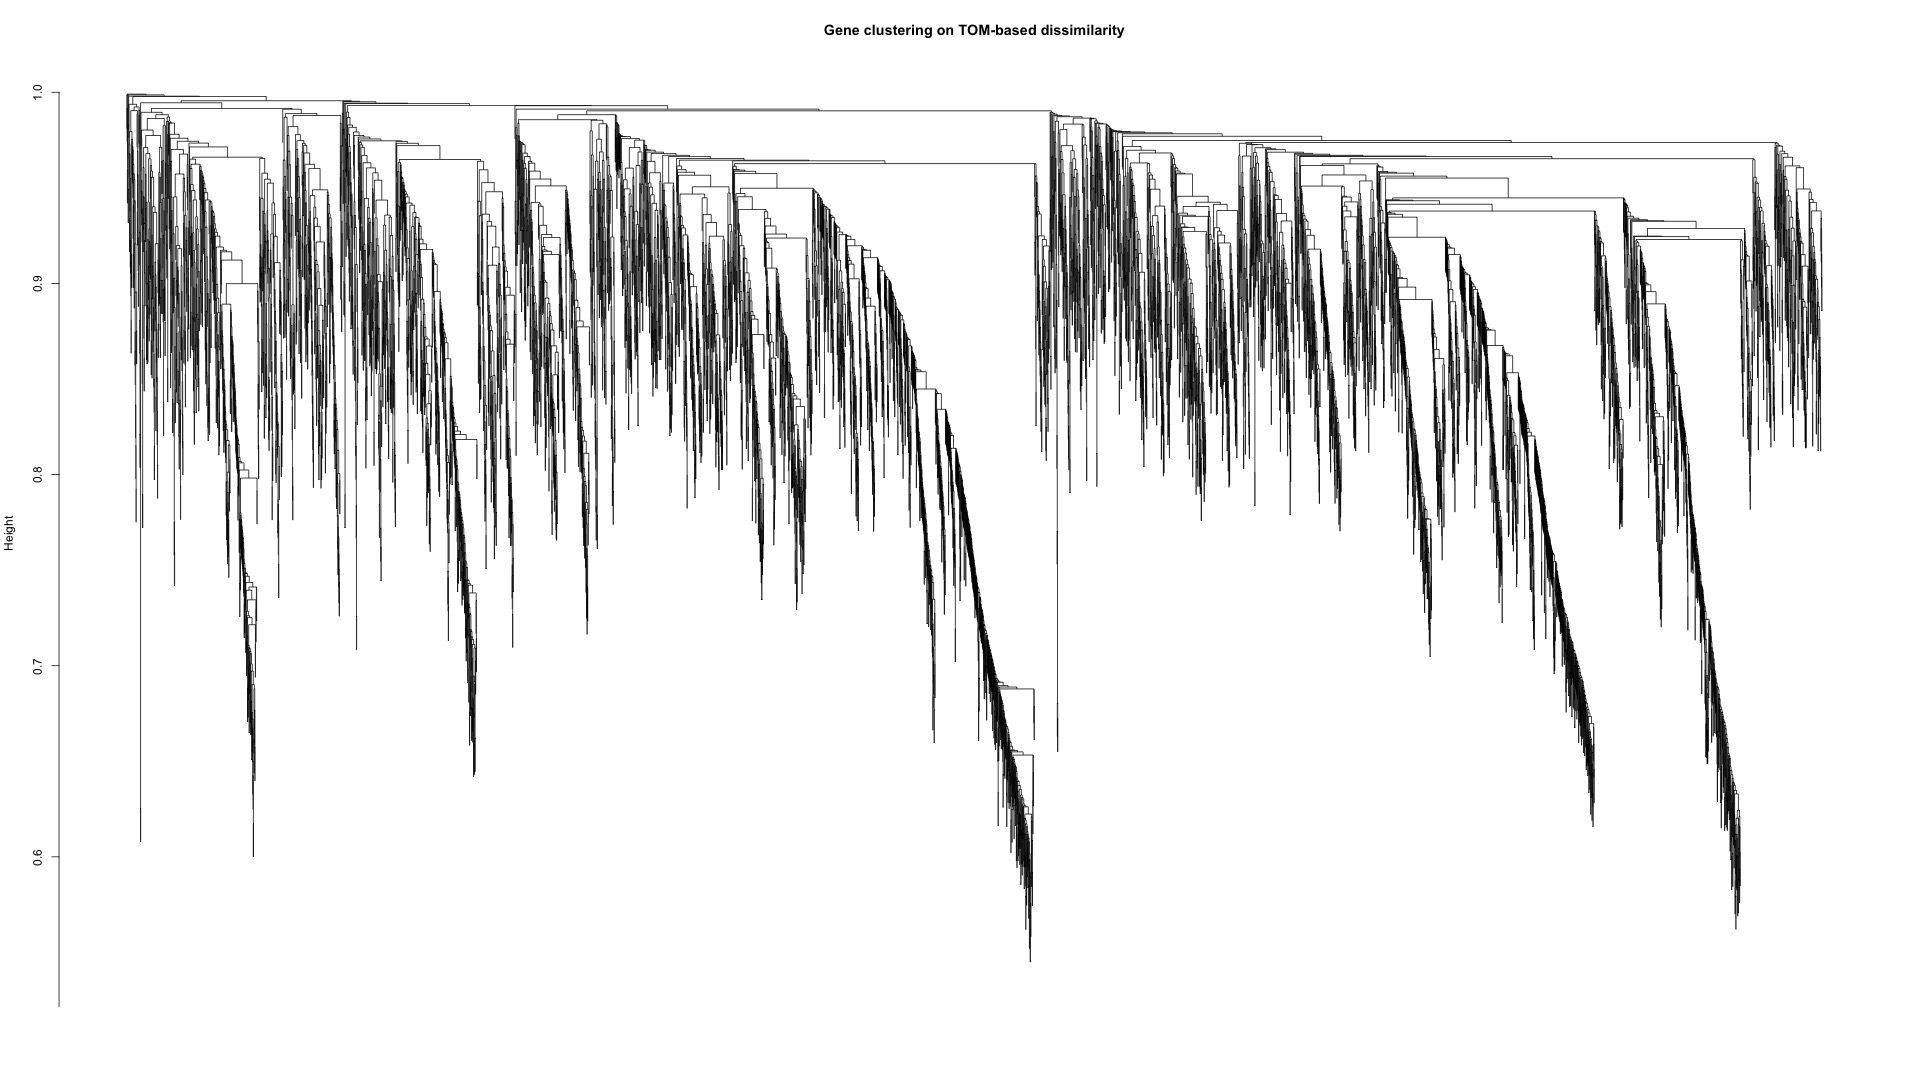 Gene clustering on TOM-based dissimilarity
1.0
0.9
0.8
0.7
0.6
Height